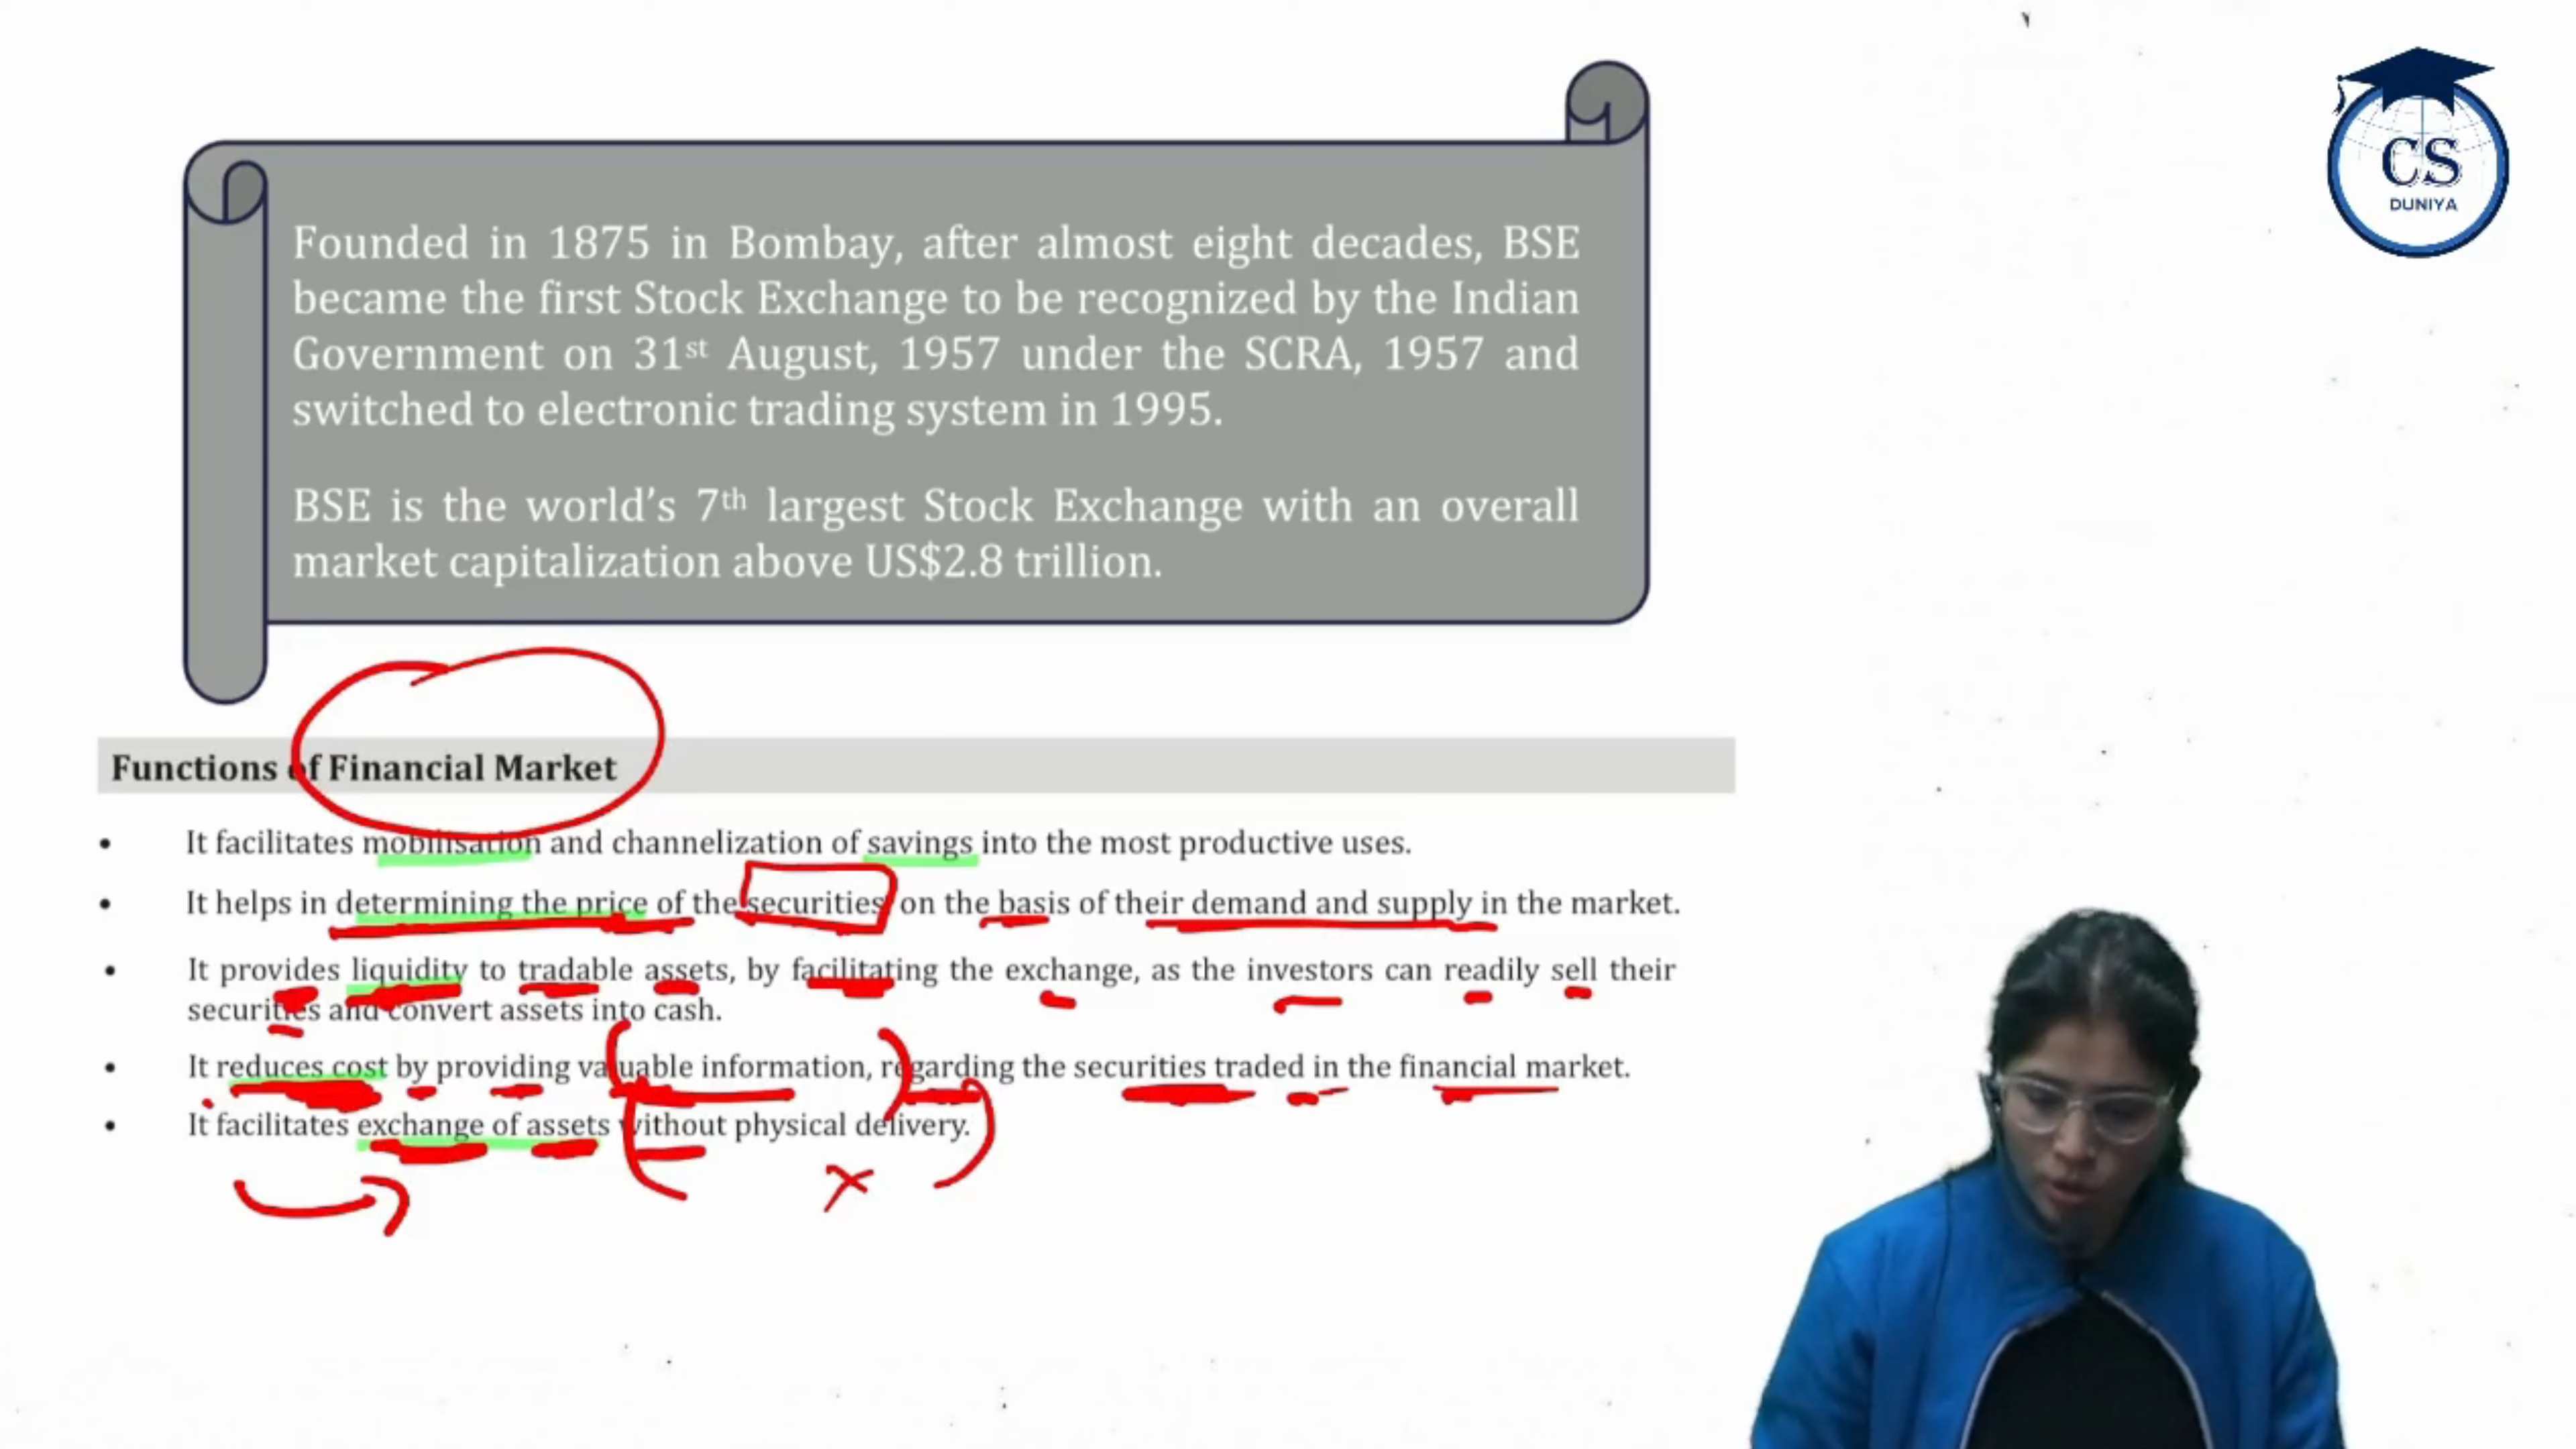 CS
DUNIYA
Founded in 1875 in Bombay, after almost eight decades, BSE
became the first Stock Exchange to be recognized by the Indian
Government on 31st August, 1957 under the SCRA, 1957 and
switched to electronic trading system in 1995.
BSE is the world's 7th largest Stock Exchange with an overall
market capitalization above US$2.8 trillion.
Functions of Financial Market
• It facilitates mobilisation and channelization of savings into the most productive uses.
• It helps in determining the price of the securities on the basis of their demand and supply in the market.
• It provides liquidity to tradable assets, by facilitating the exchange, as the investors can readily sell their
securities and convert assets into cash.
• It reduces cost by providing valuable information, regarding the securities traded in the financial market.
• It facilitates exchange of assets without physical delivery.